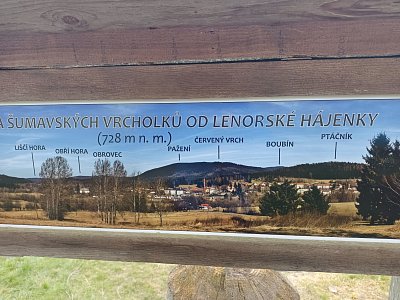 A ŠUMAVSKÝCH VRCHOLKŮ OD LENORSKÉ HÁJENKY
(728 m n. m.)
LIŠČÍ HORA
OBŘÍ HORA
OBROVEC
PAŽENÍ
ČERVENÝ VRCH
BOUBÍN
PTÁČNÍK